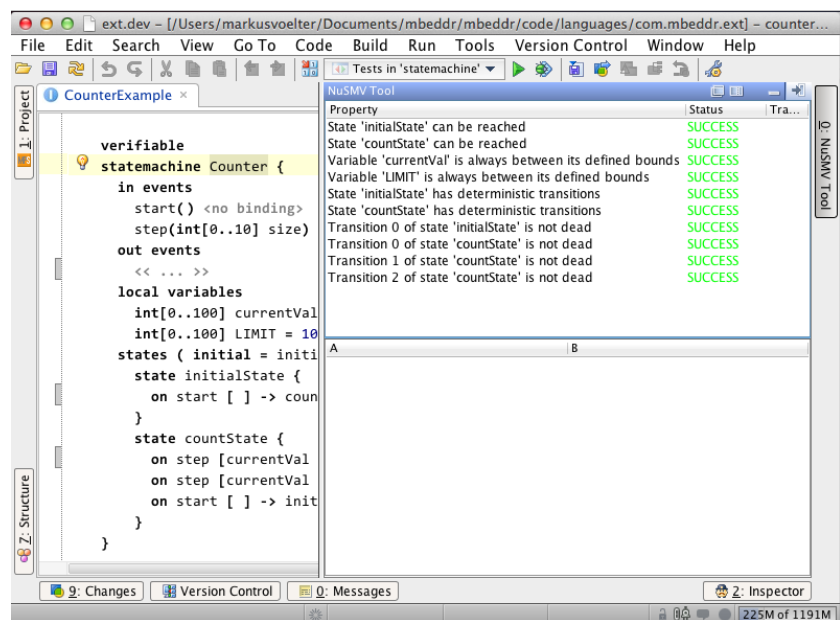 ext.dev – [/Users/markusvoelter/Documents/mbeddr/mbeddr/code/languages/com.mbeddr.ext] – counter...
File Edit Search View Go To Code Build Run Tools Version Control Window Help
Tests in 'statemachine'
1: Project
Z: Structure
CounterExample ×
verifiable
statemachine Counter {
in events
start() <no binding>
step(int[0..10] size)
out events
<< ... >>
local variables
int[0..100] currentVal
int[0..100] LIMIT = 10
states ( initial = initi
state initialState {
on start [ ] -> coun
}
state countState {
on step [currentVal
on step [currentVal
on start [ ] -> init
}
}
NuSMV Tool
Property Status Tra...
State 'initialState' can be reached SUCCESS
State 'countState' can be reached SUCCESS
Variable 'currentVal' is always between its defined bounds SUCCESS
Variable 'LIMIT' is always between its defined bounds SUCCESS
State 'initialState' has deterministic transitions SUCCESS
State 'countState' has deterministic transitions SUCCESS
Transition 0 of state 'initialState' is not dead SUCCESS
Transition 0 of state 'countState' is not dead SUCCESS
Transition 1 of state 'countState' is not dead SUCCESS
Transition 2 of state 'countState' is not dead SUCCESS
A B
0: NuSMV Tool
9: Changes Version Control 0: Messages 2: Inspector
225M of 1191M